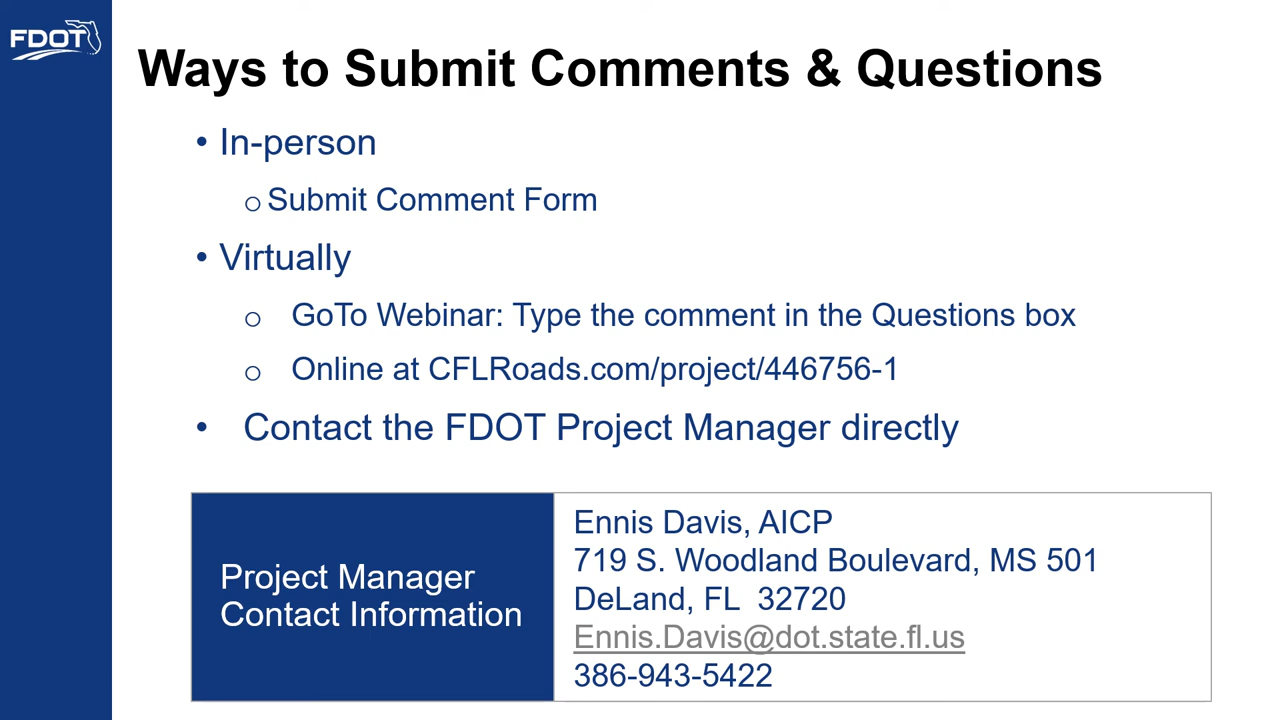 FDOT
Ways to Submit Comments & Questions
• In-person
o Submit Comment Form
• Virtually
o GoTo Webinar: Type the comment in the Questions box
o Online at CFLRoads.com/project/446756-1
• Contact the FDOT Project Manager directly
Project Manager
Contact Information
Ennis Davis, AICP
719 S. Woodland Boulevard, MS 501
DeLand, FL  32720
Ennis.Davis@dot.state.fl.us
386-943-5422